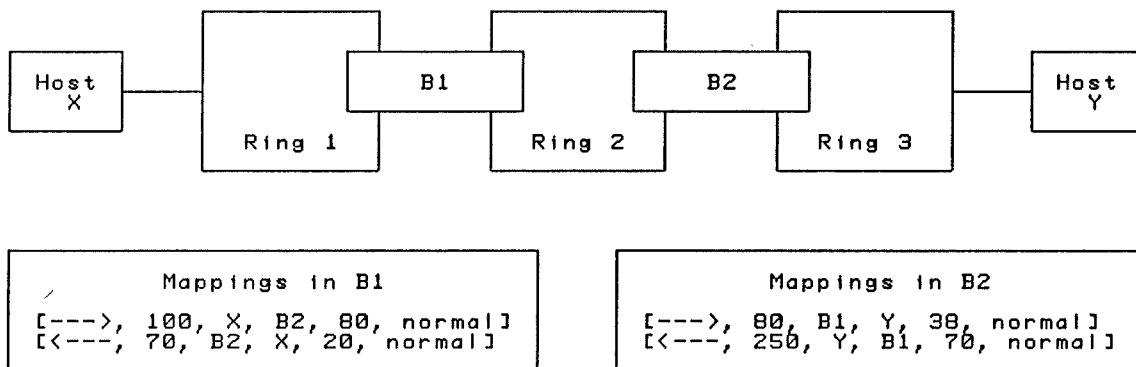 Host X
B1
B2
Host Y
Ring 1
Ring 2
Ring 3
Mappings in B1
[--->, 100, X, B2, 80, normal]
[<---, 70, B2, X, 20, normal]
Mappings in B2
[--->, 80, B1, Y, 38, normal]
[<---, 250, Y, B1, 70, normal]